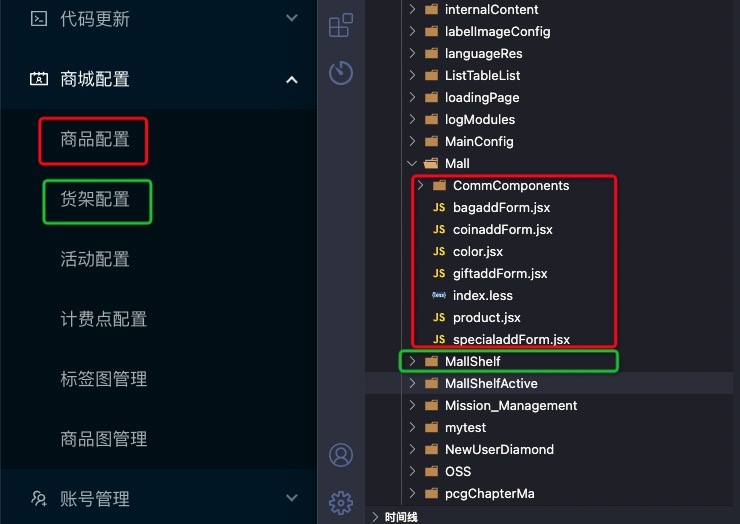 代码更新
商城配置
商品配置
货架配置
活动配置
计费点配置
标签图管理
商品图管理
账号管理
internalContent
labelImageConfig
languageRes
ListTableList
loadingPage
logModules
MainConfig
Mall
CommComponents
JS bagaddForm.jsx
JS coinaddForm.jsx
JS color.jsx
JS giftaddForm.jsx
{less} index.less
JS product.jsx
JS specialaddForm.jsx
MallShelf
MallShelfActive
Mission_Management
mytest
NewUserDiamond
OSS
pcgChapterMa
时间线